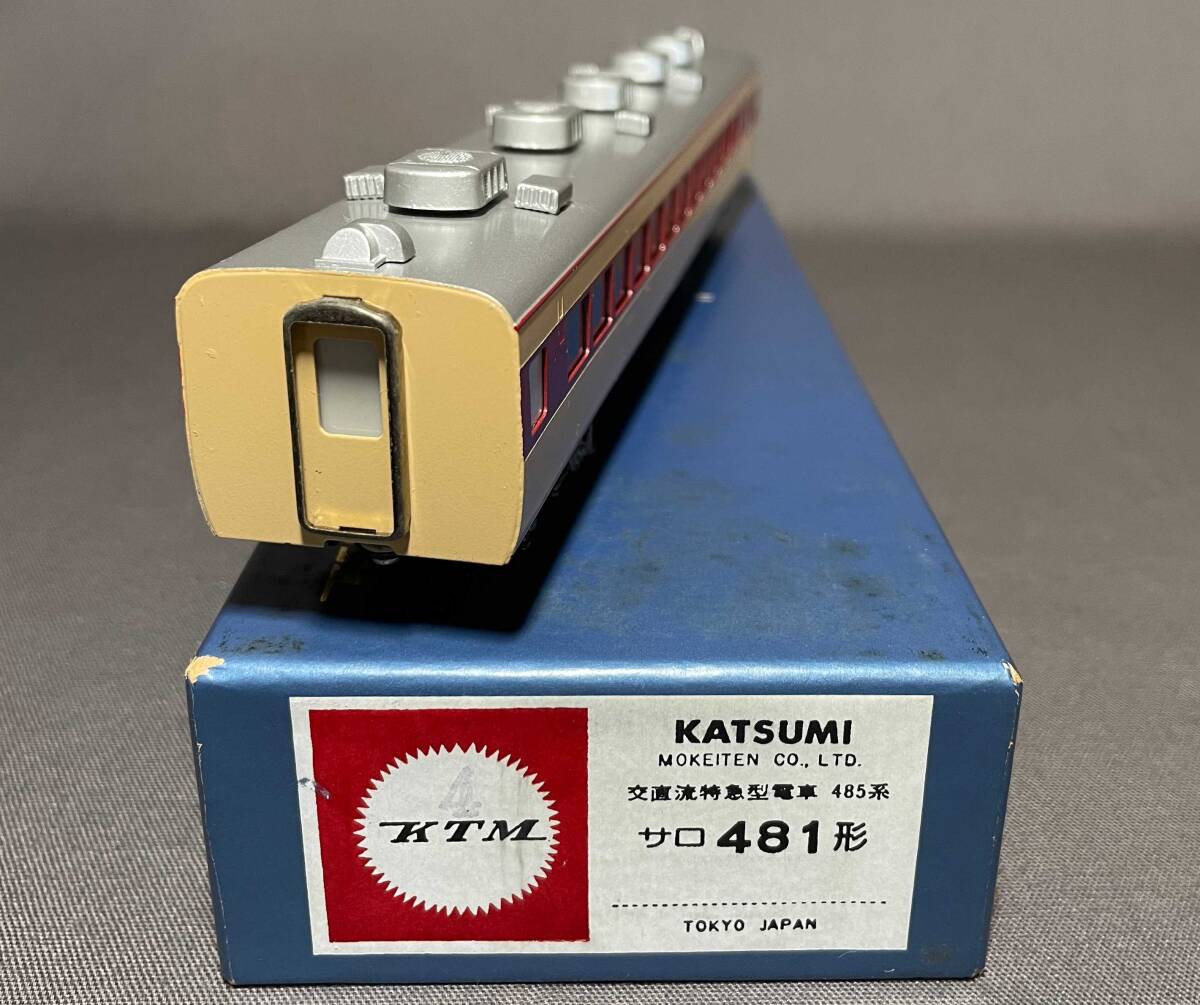 KATSUMI
MOKEITEN CO., LTD.
交直流特急型電車 485系
サロ481形
4
KTM
TOKYO JAPAN